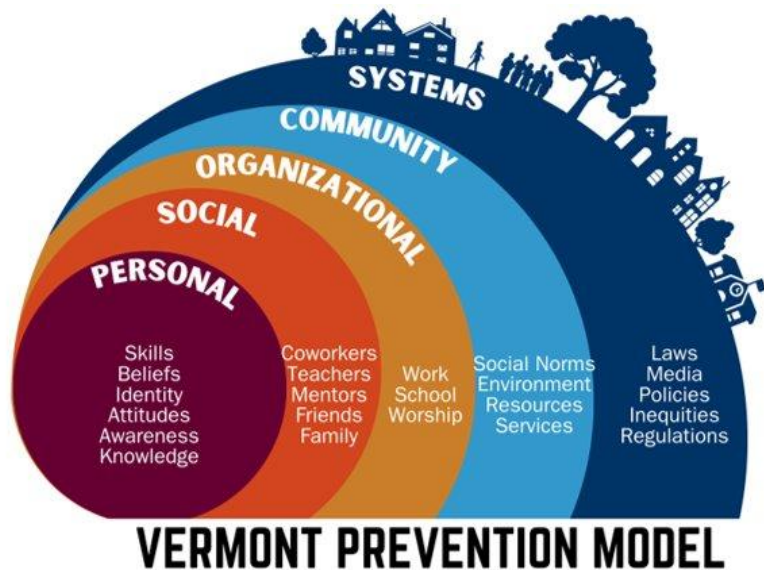 SYSTEMS
COMMUNITY
ORGANIZATIONAL
SOCIAL
PERSONAL
Skills
Beliefs
Identity
Attitudes
Awareness
Knowledge
Coworkers
Teachers
Mentors
Friends
Family
Work
School
Worship
Social Norms
Environment
Resources
Services
Laws
Media
Policies
Inequities
Regulations
VERMONT PREVENTION MODEL